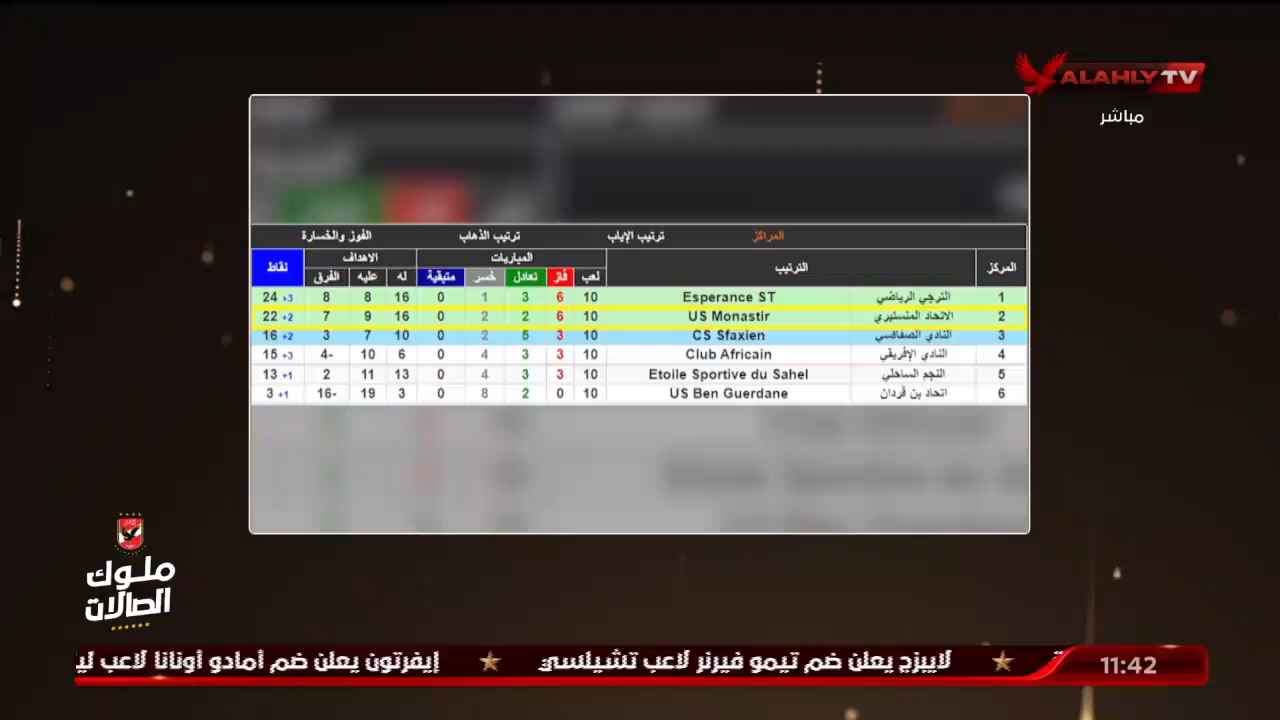 ALAHLY TV
مباشر
المراكز ترتيب الإياب ترتيب الذهاب الفوز والخسارة
المركز الترتيب المباريات الاهداف نقاط
لعب فاز تعادل خسر متبقية له عليه الفرق
1 الترجي الرياضي Esperance ST 10 6 3 1 0 16 8 8 24 +3
2 الاتحاد المنستيري US Monastir 10 6 2 2 0 16 9 7 22 +2
3 النادي الصفاقسي CS Sfaxien 10 3 5 2 0 10 7 3 16 +2
4 النادي الإفريقي Club Africain 10 3 3 4 0 6 10 4- 15 +3
5 النجم الساحلي Etoile Sportive du Sahel 10 3 3 4 0 13 11 2 13 +1
6 اتحاد بن قردان US Ben Guerdane 10 0 2 8 0 3 19 16- 3 +1
ملوك
الصالات
لايبزج يعلن ضم تيمو فيرنر لاعب تشيلسي ★ إيفرتون يعلن ضم أمادو أونانا لاعب لي
11:42